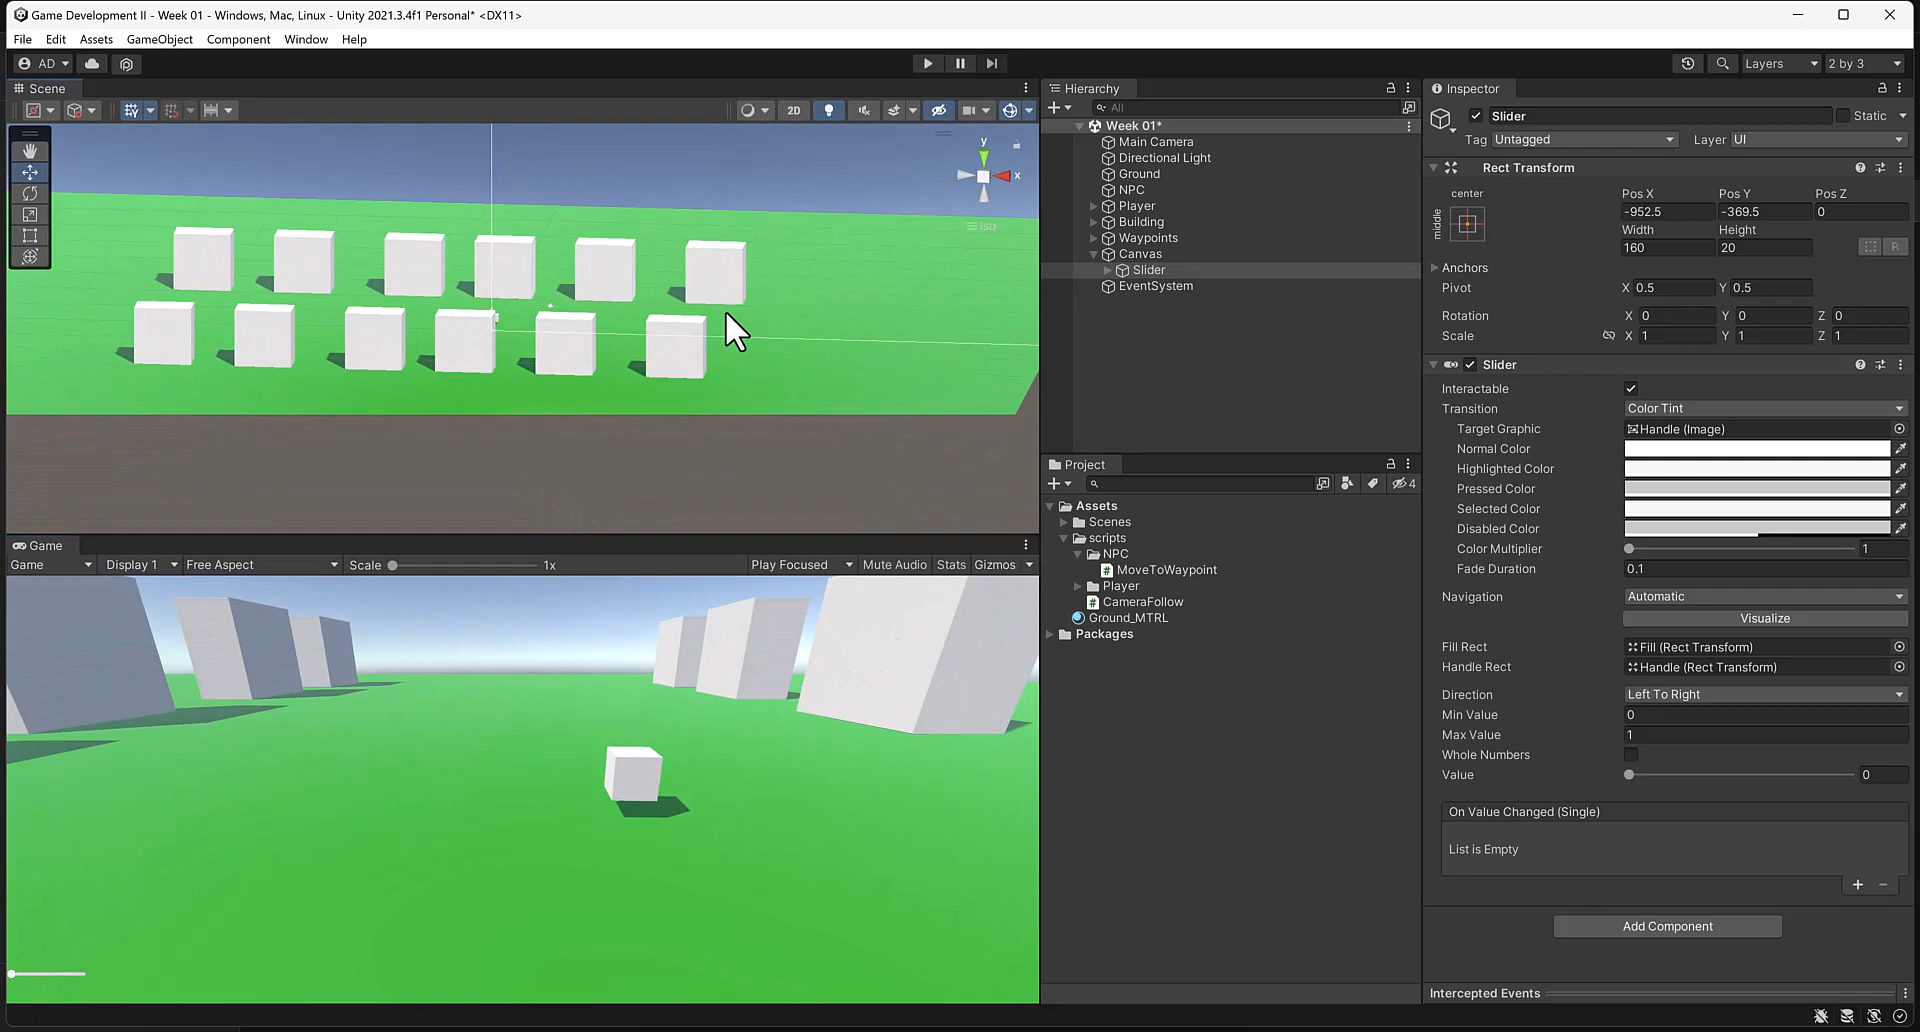 Game Development II - Week 01 - Windows, Mac, Linux - Unity 2021.3.4f1 Personal* <DX11>
File Edit Assets GameObject Component Window Help
AD Layers 2 by 3
Scene
2D
y
x
Iso
Game
Game Display 1 Free Aspect Scale 1x Play Focused Mute Audio Stats Gizmos
Hierarchy
All
Week 01*
Main Camera
Directional Light
Ground
NPC
Player
Building
Waypoints
Canvas
Slider
EventSystem
Project
4
Assets
Scenes
scripts
NPC
MoveToWaypoint
Player
CameraFollow
Ground_MTRL
Packages
Inspector
Slider Static
Tag Untagged Layer UI
Rect Transform
center
middle
Pos X Pos Y Pos Z
-952.5 -369.5 0
Width Height
160 20 R
Anchors
Pivot X 0.5 Y 0.5
Rotation X 0 Y 0 Z 0
Scale X 1 Y 1 Z 1
Slider
Interactable
Transition Color Tint
Target Graphic Handle (Image)
Normal Color
Highlighted Color
Pressed Color
Selected Color
Disabled Color
Color Multiplier 1
Fade Duration 0.1
Navigation Automatic
Visualize
Fill Rect Fill (Rect Transform)
Handle Rect Handle (Rect Transform)
Direction Left To Right
Min Value 0
Max Value 1
Whole Numbers
Value 0
On Value Changed (Single)
List is Empty
Add Component
Intercepted Events